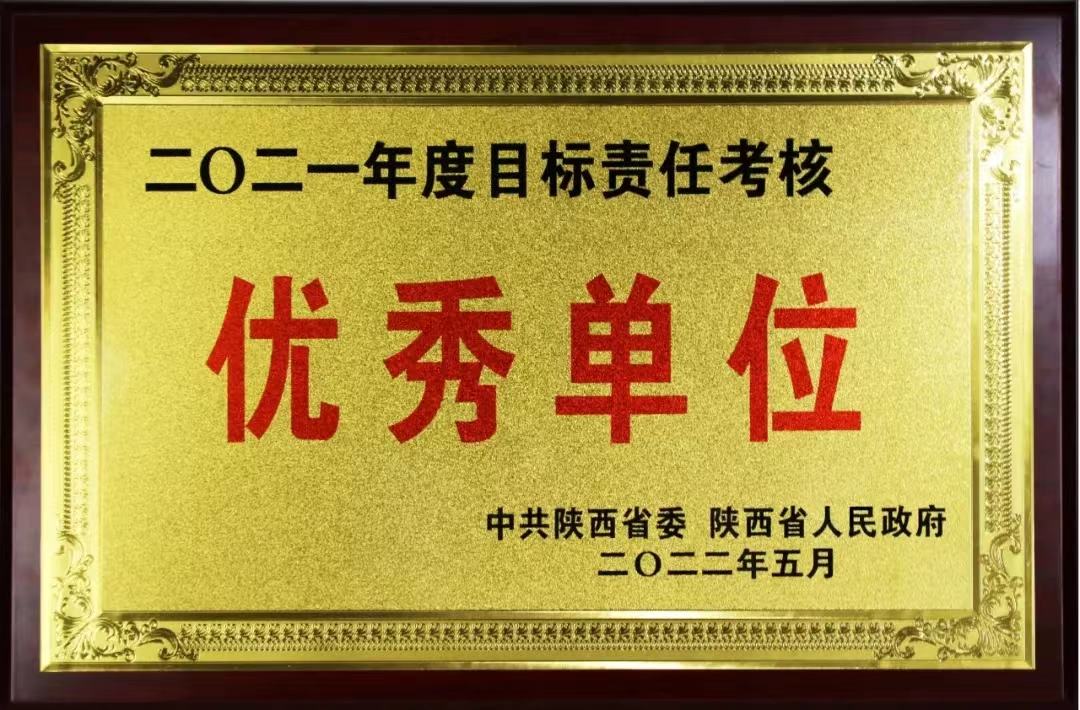 二〇二一年度目标责任考核
优秀单位
中共陕西省委 陕西省人民政府
二〇二二年五月